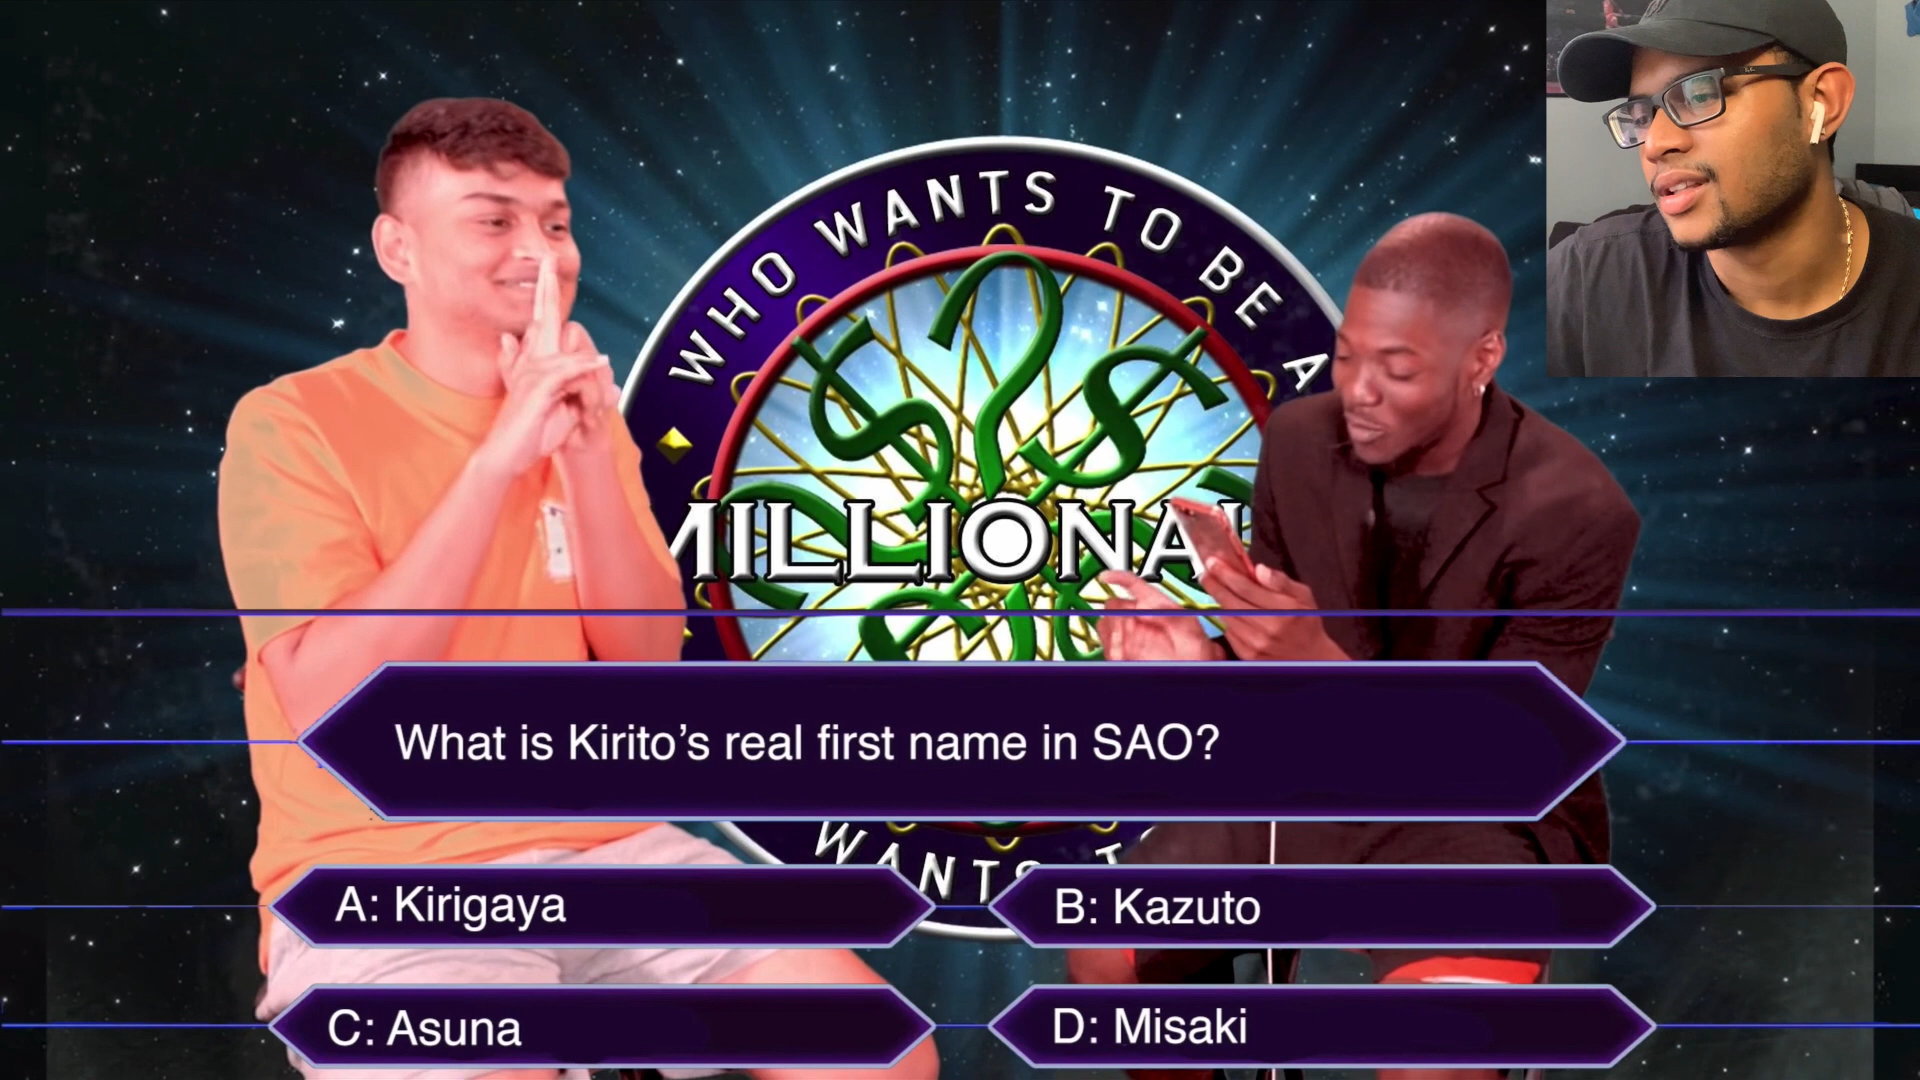 WHO WANTS TO BE A
MILLIONA
WANTS T
What is Kirito’s real first name in SAO?
A: Kirigaya
B: Kazuto
C: Asuna
D: Misaki